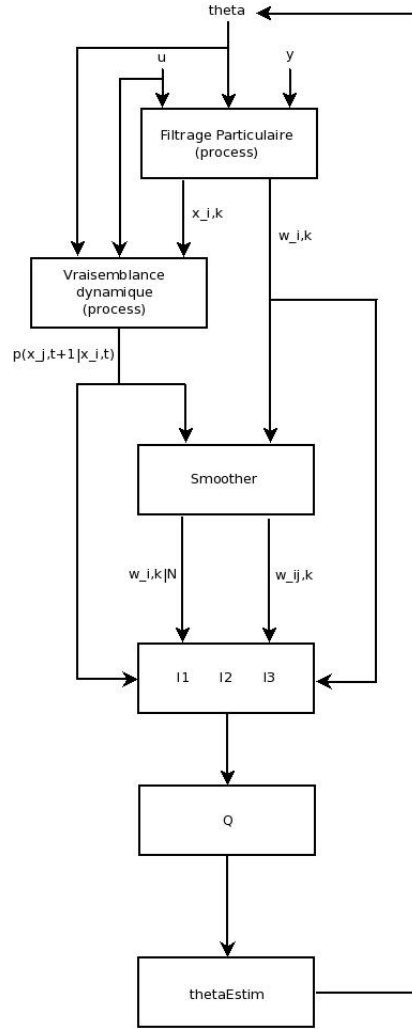 theta
u
y
Filtrage Particulaire
(process)
x_i,k
w_i,k
Vraisemblance
dynamique
(process)
p(x_j,t+1|x_i,t)
Smoother
w_i,k|N
w_ij,k
I1 I2 I3
Q
thetaEstim